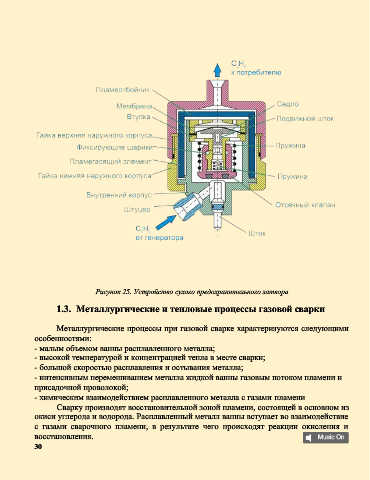 C₂H₂
к потребителю
Пламеотбойник
Мембрана
Седло
Втулка
Подвижный шток
Гайка верхняя наружного корпуса
Фиксирующие шарики
Пружина
Пламегасящий элемент
Гайка нижняя наружного корпуса
Пружина
Внутренний корпус
Штуцер
Отсечный клапан
C₂H₂
от генератора
Шток
Рисунок 25. Устройство сухого предохранительного затвора
1.3. Металлургические и тепловые процессы газовой сварки
Металлургические процессы при газовой сварке характеризуются следующими
особенностями:
- малым объемом ванны расплавленного металла;
- высокой температурой и концентрацией тепла в месте сварки;
- большой скоростью расплавления и остывания металла;
- интенсивным перемешиванием металла жидкой ванны газовым потоком пламени и
присадочной проволокой;
- химическим взаимодействием расплавленного металла с газами пламени
Сварку производят восстановительной зоной пламени, состоящей в основном из
окиси углерода и водорода. Расплавленный металл ванны вступает во взаимодействие
с газами сварочного пламени, в результате чего происходят реакции окисления и
восстановления.
Music On
30